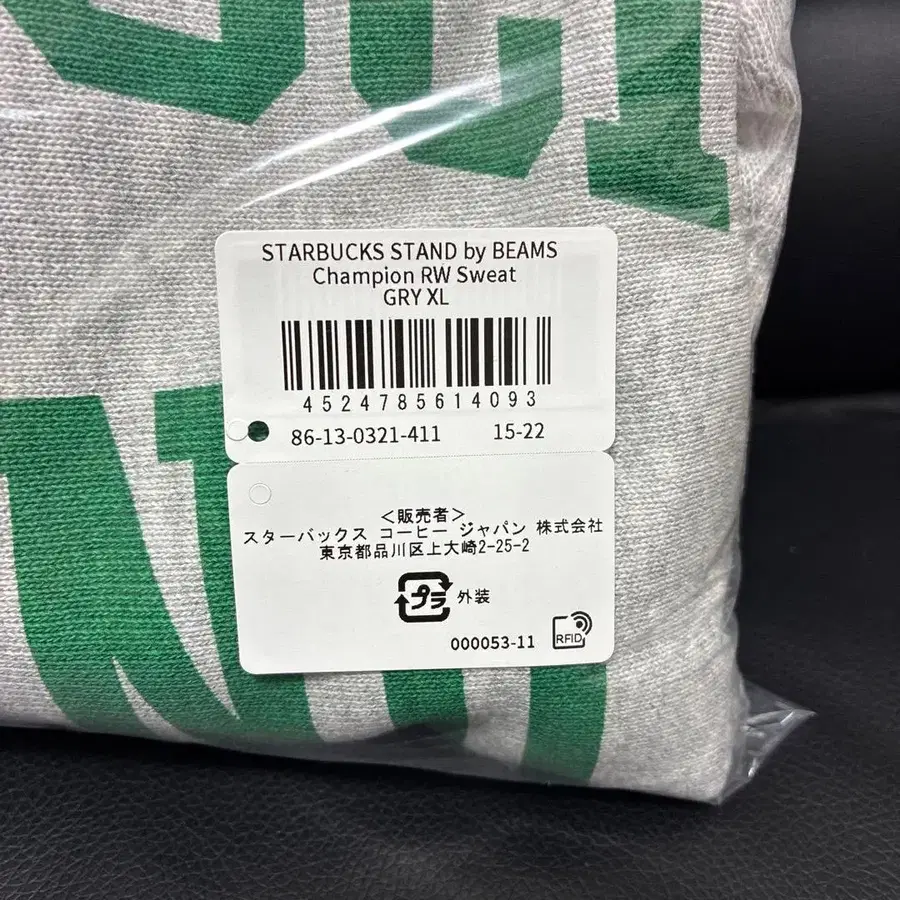 STARBUCKS STAND by BEAMS
Champion RW Sweat
GRY XL
4524785614093
86-13-0321-411 15-22
<販売者>
スターバックス コーヒー ジャパン 株式会社
東京都品川区上大崎2-25-2
プラ 外装
000053-11 RFID